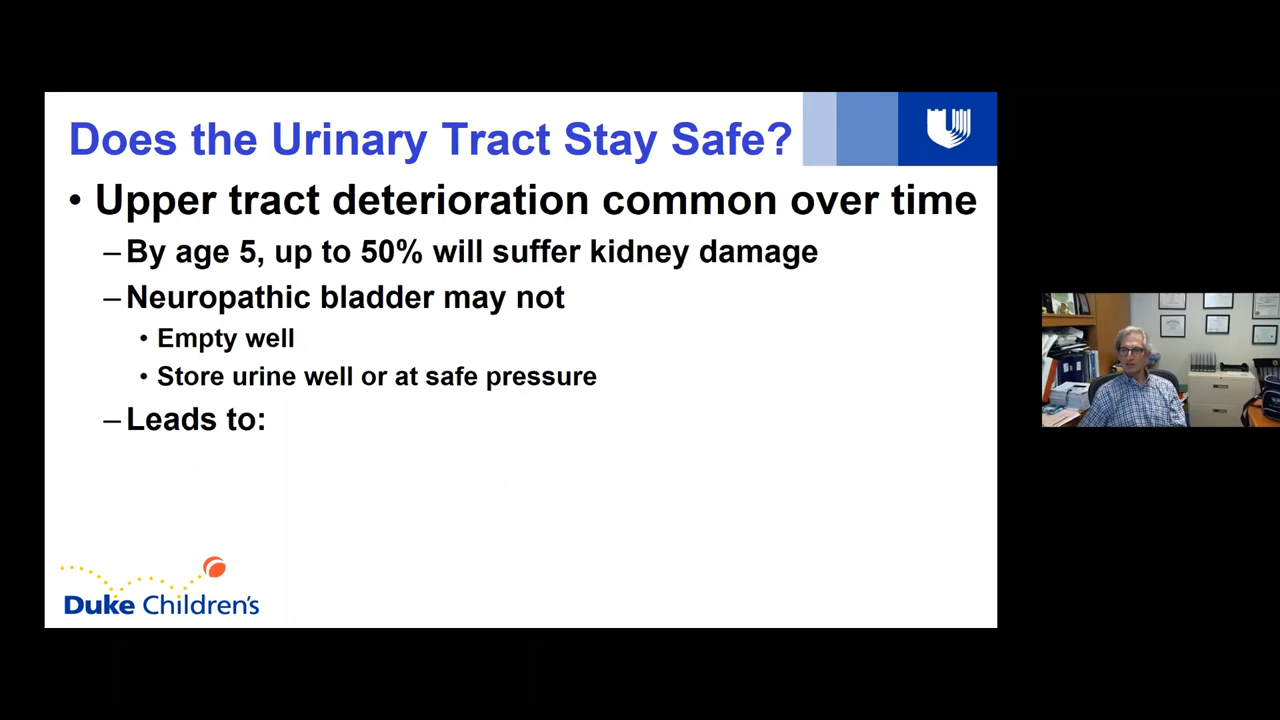 Does the Urinary Tract Stay Safe?
• Upper tract deterioration common over time
–By age 5, up to 50% will suffer kidney damage
–Neuropathic bladder may not
• Empty well
• Store urine well or at safe pressure
–Leads to:
Duke Children's